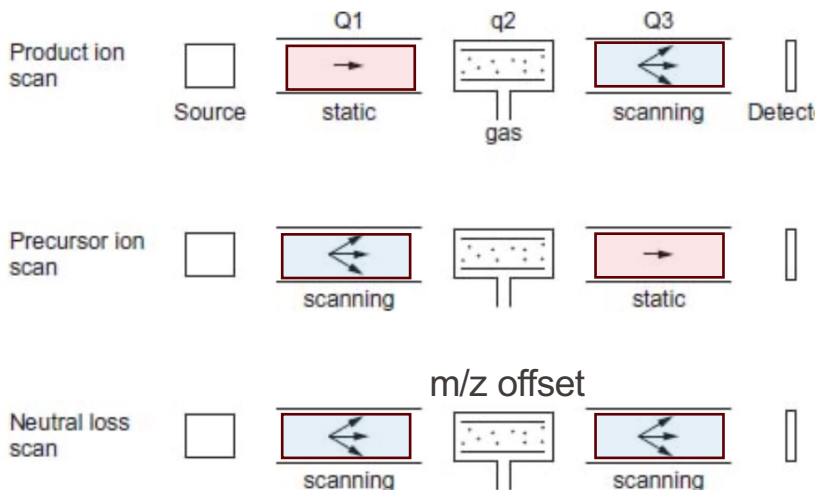 Q1 q2 Q3
Product ion
scan
Source static scanning Detect
gas
Precursor ion
scan
scanning static
m/z offset
Neutral loss
scan
scanning scanning